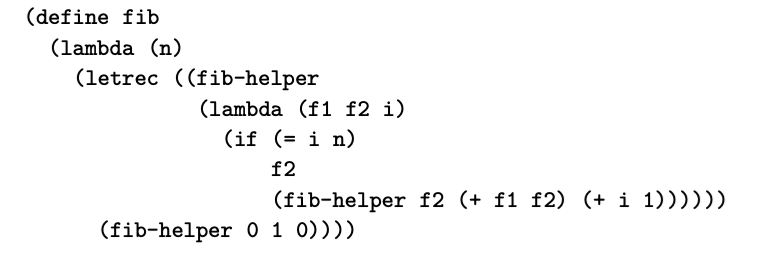 (define fib
(lambda (n)
(letrec ((fib-helper
(lambda (f1 f2 i)
(if (= i n)
f2
(fib-helper f2 (+ f1 f2) (+ i 1))))))
(fib-helper 0 1 0))))